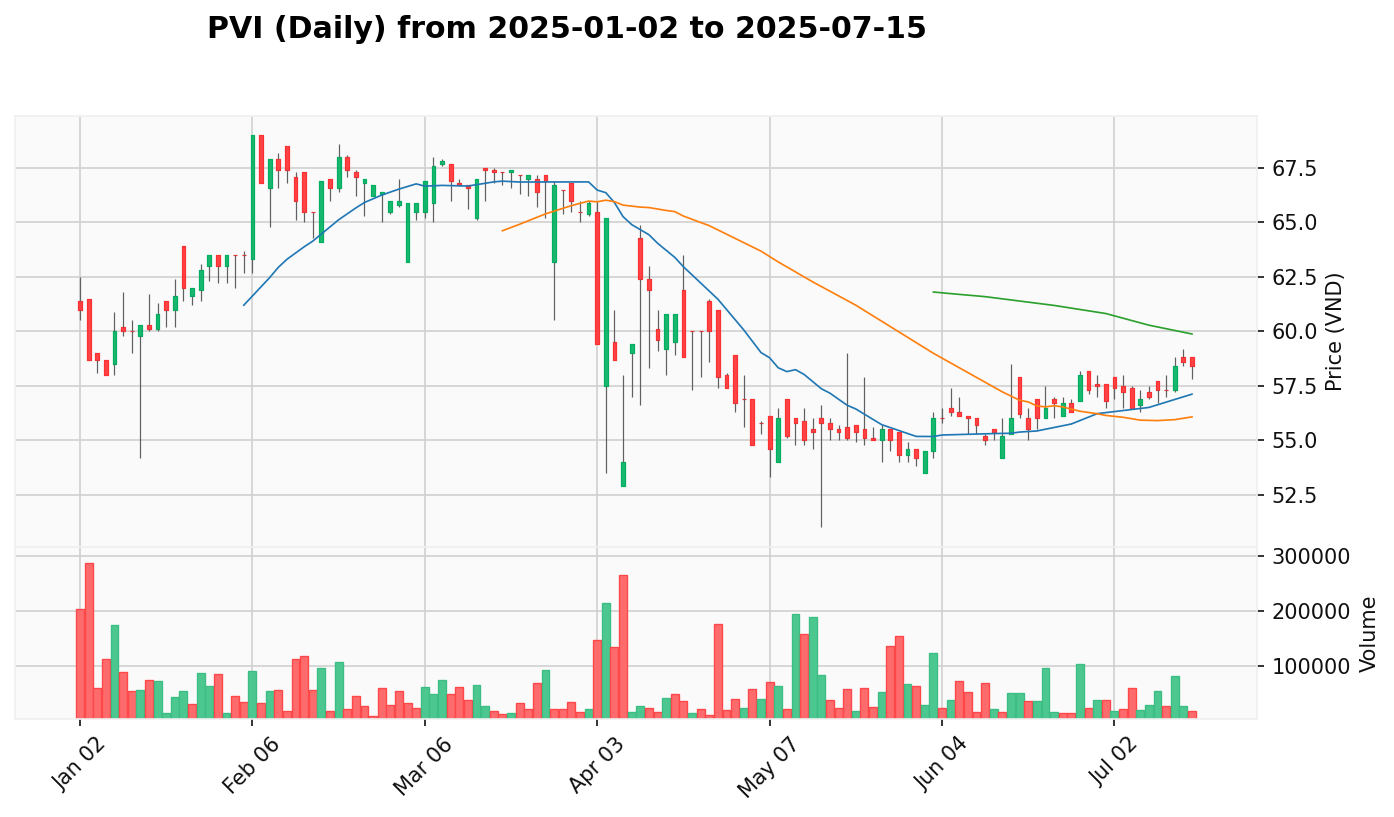 PVI (Daily) from 2025-01-02 to 2025-07-15
67.5
65.0
62.5
60.0
57.5
55.0
52.5
Price (VND)
300000
200000
100000
Volume
Jan 02
Feb 06
Mar 06
Apr 03
May 07
Jun 04
Jul 02